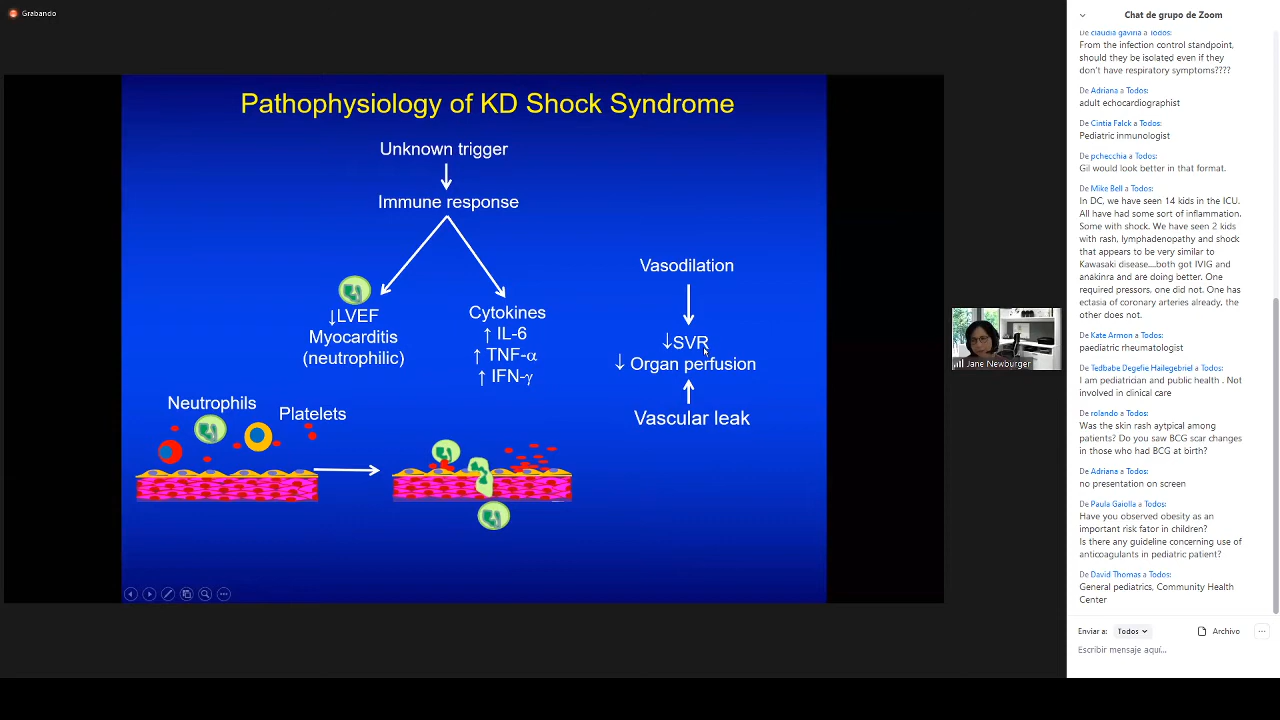 Grabando
Pathophysiology of KD Shock Syndrome
Unknown trigger
Immune response
↓LVEF
Myocarditis
(neutrophilic)
Cytokines
↑ IL-6
↑ TNF-α
↑ IFN-γ
Vasodilation
↓SVR
↓ Organ perfusion
Vascular leak
Neutrophils
Platelets
Jane Newburger
Chat de grupo de Zoom
De claudia gaviria a Todos:
From the infection control standpoint,
should they be isolated even if they
don't have respiratory symptoms????
De Adriana a Todos:
adult echocardiographist
De Cintia Falck a Todos:
Pediatric inmunologist
De pchecchia a Todos:
Gil would look better in that format.
De Mike Bell a Todos:
In DC, we have seen 14 kids in the ICU.
All have had some sort of inflammation.
Some with shock. We have seen 2 kids
with rash, lymphadenopathy and shock
that appears to be very similar to
Kawasaki disease....both got IVIG and
anakinra and are doing better. One
required pressors, one did not. One has
ectasia of coronary arteries already, the
other does not.
De Kate Armon a Todos:
paediatric rheumatologist
De Tedbabe Degefie Hailegebriel a Todos:
I am pediatrician and public health . Not
involved in clinical care
De rolando a Todos:
Was the skin rash aytpical among
patients? Do you saw BCG scar changes
in those who had BCG at birth?
De Adriana a Todos:
no presentation on screen
De Paula Gaiolla a Todos:
Have you observed obesity as an
important risk fator in children?
Is there any guideline concerning use of
anticoagulants in pediatric patient?
De David Thomas a Todos:
General pediatrics, Community Health
Center
Enviar a: Todos
Archivo
Escribir mensaje aquí...